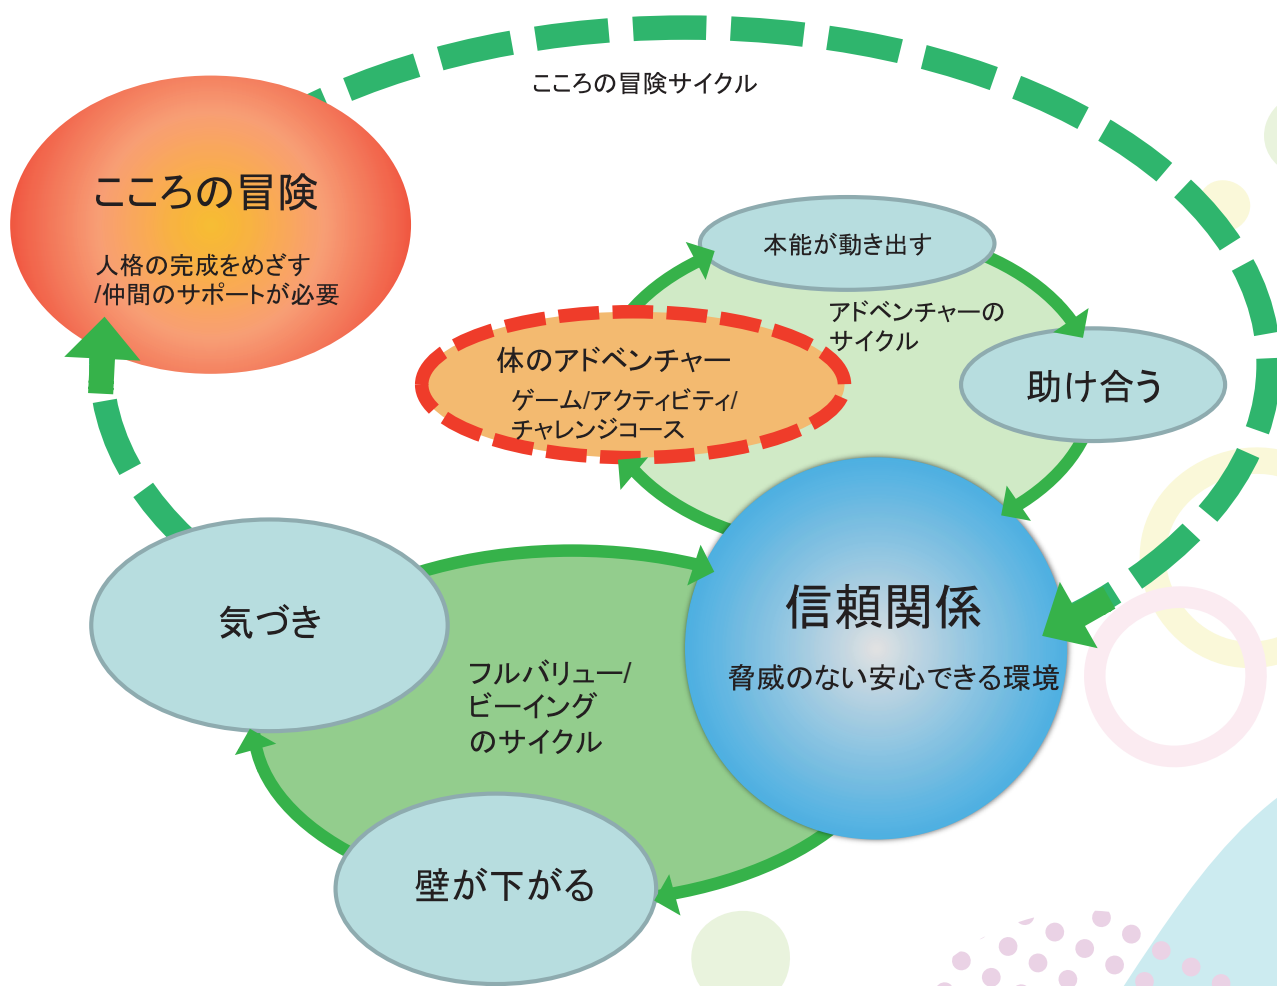 こころの冒険サイクル
こころの冒険
人格の完成をめざす
/仲間のサポートが必要
本能が動き出す
アドベンチャーの
サイクル
体のアドベンチャー
ゲーム/アクティビティ/
チャレンジコース
助け合う
信頼関係
脅威のない安心できる環境
気づき
フルバリュー/
ビーイング
のサイクル
壁が下がる